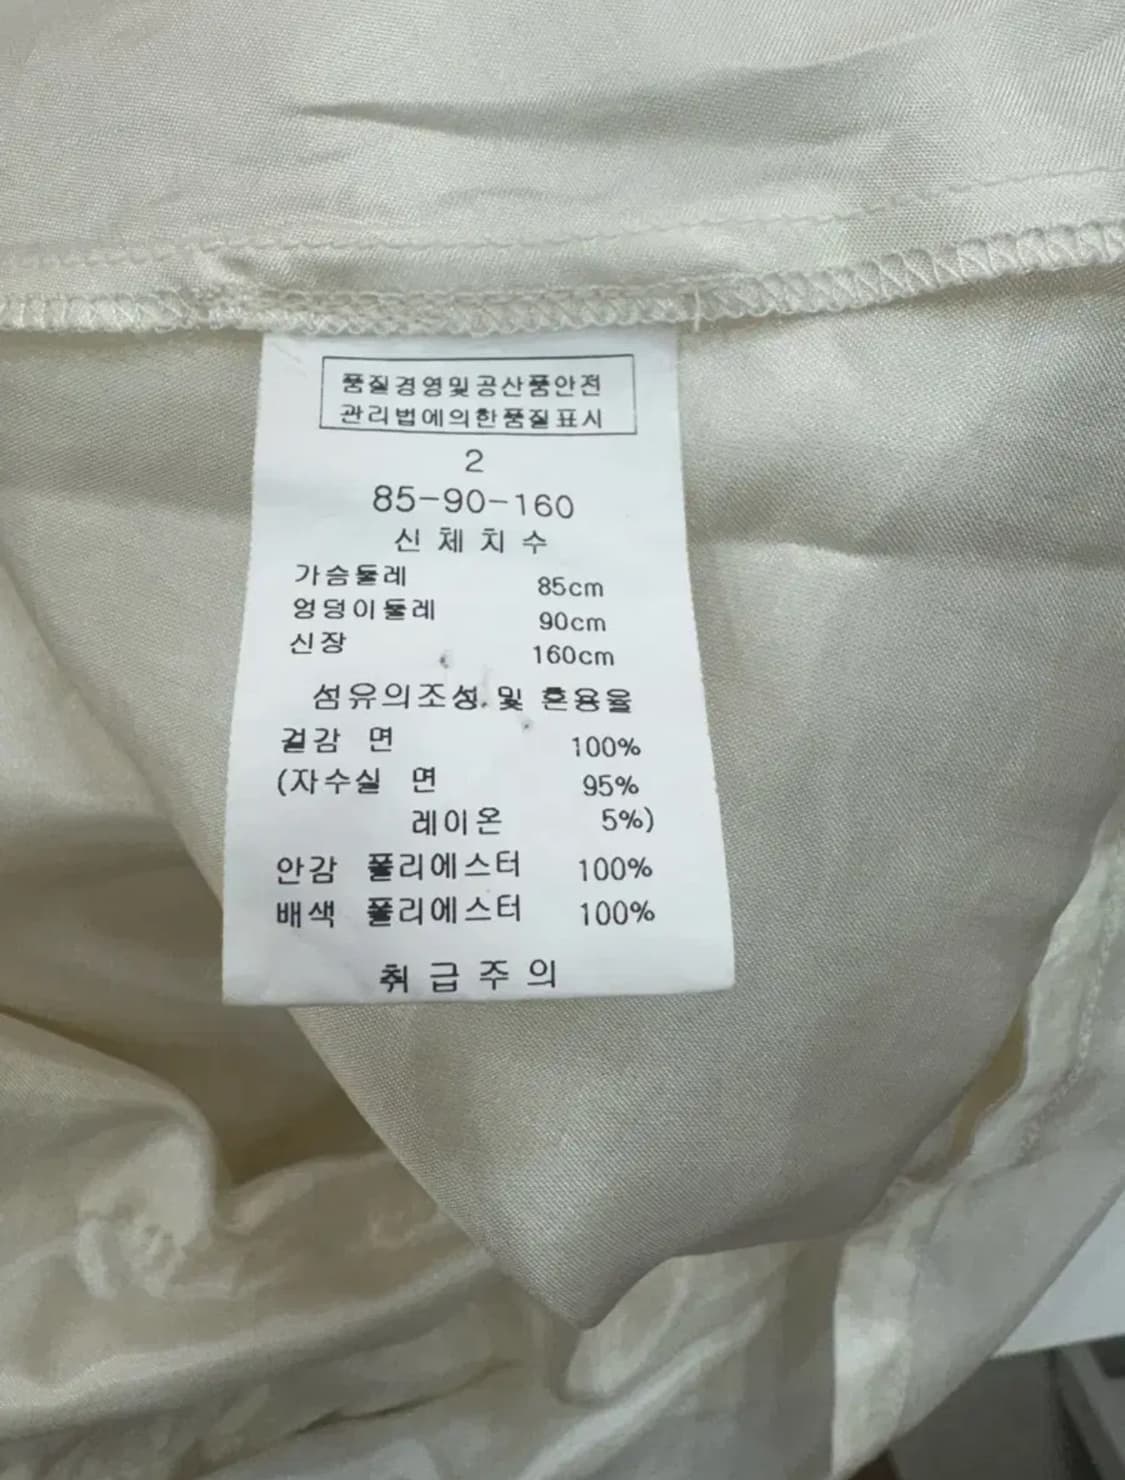 품질경영및공산품안전
관리법에의한품질표시
2
85-90-160
신체치수
가슴둘레 85cm
엉덩이둘레 90cm
신장 160cm
섬유의조성 및 혼용율
겉감 면 100%
(자수실 면 95%
레이온 5%)
안감 폴리에스터 100%
배색 폴리에스터 100%
취급주의